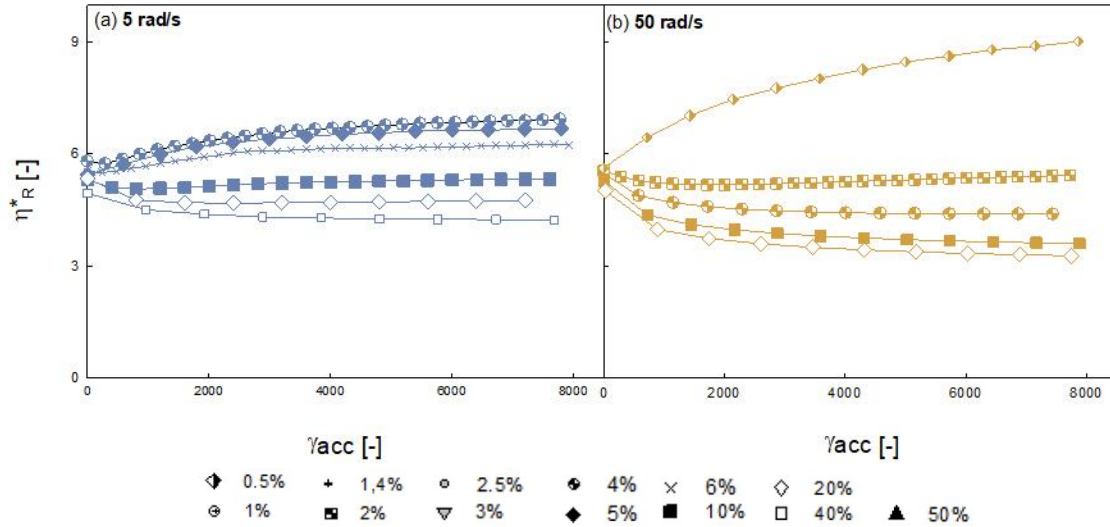 (a) 5 rad/s
(b) 50 rad/s
9
6
3
0
η*R [-]
0 2000 4000 6000 8000
0 2000 4000 6000 8000
γacc [-]
γacc [-]
0.5% 1,4% 2.5% 4% 6% 20%
1% 2% 3% 5% 10% 40% 50%